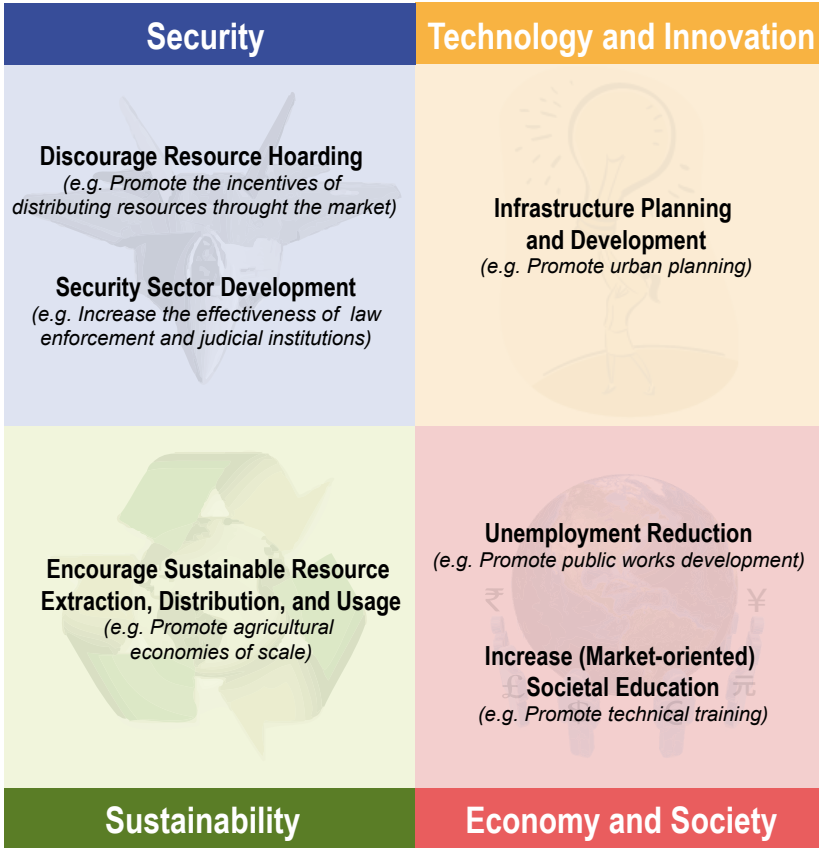 Security
Technology and Innovation
Discourage Resource Hoarding
(e.g. Promote the incentives of
distributing resources throught the market)
Security Sector Development
(e.g. Increase the effectiveness of law
enforcement and judicial institutions)
Infrastructure Planning
and Development
(e.g. Promote urban planning)
Encourage Sustainable Resource
Extraction, Distribution, and Usage
(e.g. Promote agricultural
economies of scale)
Unemployment Reduction
(e.g. Promote public works development)
₹
¥
Increase (Market-oriented)
Societal Education
£
元
(e.g. Promote technical training)
Sustainability
Economy and Society